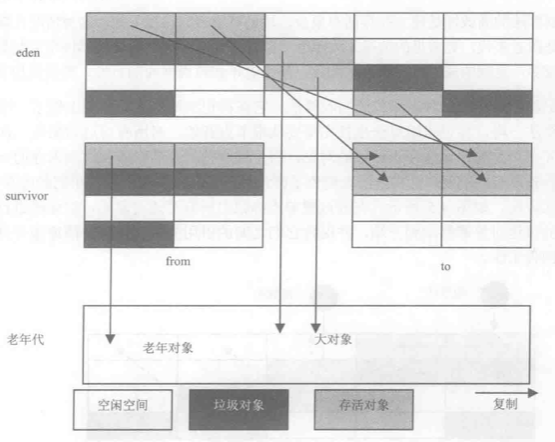 eden
survivor
from
to
老年代
老年对象
大对象
空闲空间
垃圾对象
存活对象
复制